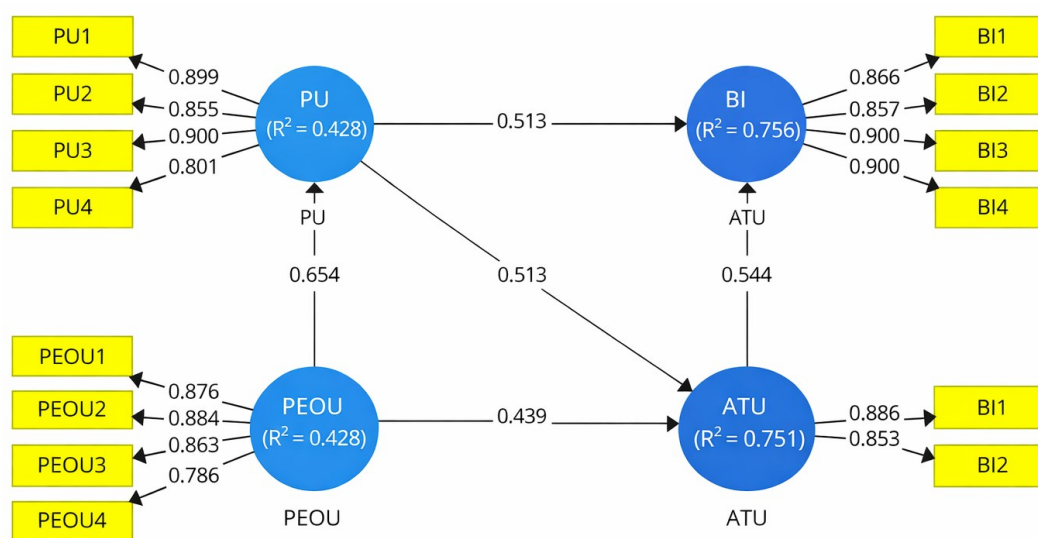 PU1
PU2
PU3
PU4
0.899
0.855
0.900
0.801
PU
(R² = 0.428)
0.513
BI
(R² = 0.756)
0.866
0.857
0.900
0.900
BI1
BI2
BI3
BI4
PU
ATU
0.654
0.513
0.544
PEOU1
PEOU2
PEOU3
PEOU4
0.876
0.884
0.863
0.786
PEOU
(R² = 0.428)
0.439
ATU
(R² = 0.751)
0.886
0.853
BI1
BI2
PEOU
ATU